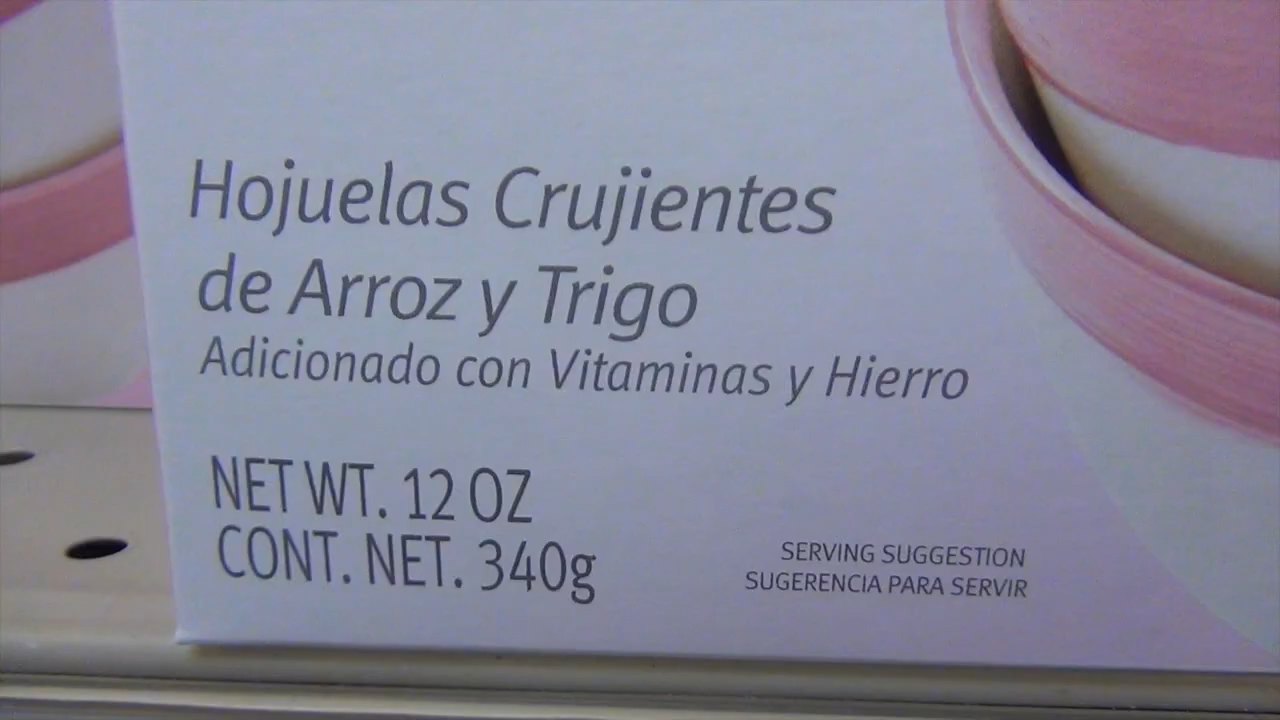 Hojuelas Crujientes
de Arroz y Trigo
Adicionado con Vitaminas y Hierro
NET WT. 12 OZ
CONT. NET. 340g
SERVING SUGGESTION
SUGERENCIA PARA SERVIR